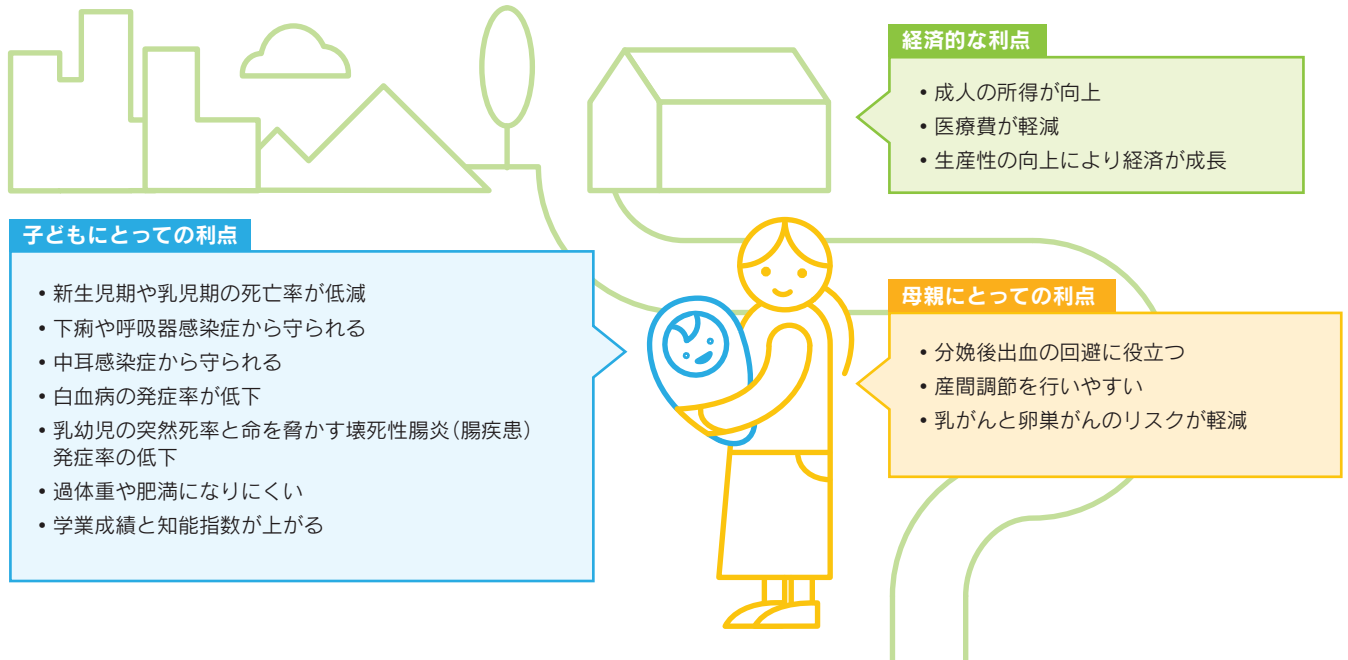 経済的な利点
• 成人の所得が向上
• 医療費が軽減
• 生産性の向上により経済が成長
子どもにとっての利点
• 新生児期や乳児期の死亡率が低減
• 下痢や呼吸器感染症から守られる
• 中耳感染症から守られる
• 白血病の発症率が低下
• 乳幼児の突然死率と命を脅かす壊死性腸炎(腸疾患)
発症率の低下
• 過体重や肥満になりにくい
• 学業成績と知能指数が上がる
母親にとっての利点
• 分娩後出血の回避に役立つ
• 産間調節を行いやすい
• 乳がんと卵巣がんのリスクが軽減